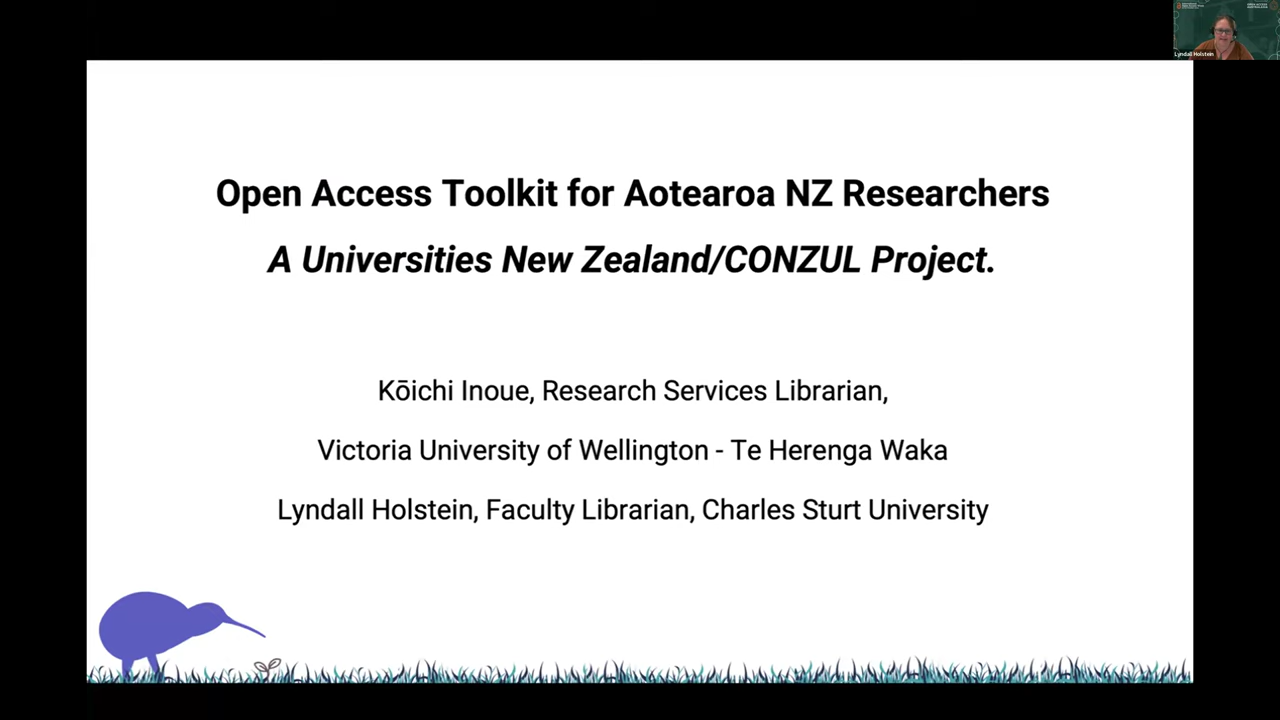 Lyndall Holstein
Open Access Toolkit for Aotearoa NZ Researchers
A Universities New Zealand/CONZUL Project.
Kōichi Inoue, Research Services Librarian,
Victoria University of Wellington - Te Herenga Waka
Lyndall Holstein, Faculty Librarian, Charles Sturt University